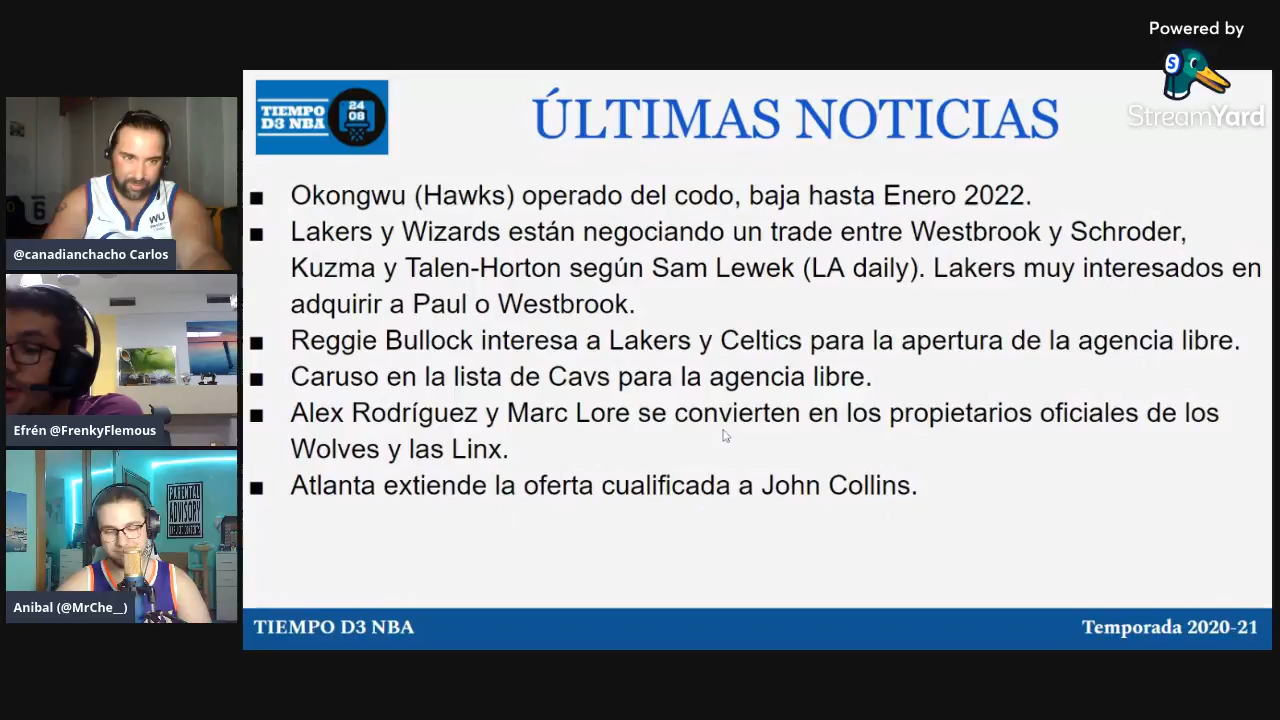 Powered by
StreamYard
TIEMPO
D3 NBA
24
08
ÚLTIMAS NOTICIAS
Okongwu (Hawks) operado del codo, baja hasta Enero 2022.
Lakers y Wizards están negociando un trade entre Westbrook y Schroder,
Kuzma y Talen-Horton según Sam Lewek (LA daily). Lakers muy interesados en
adquirir a Paul o Westbrook.
Reggie Bullock interesa a Lakers y Celtics para la apertura de la agencia libre.
Caruso en la lista de Cavs para la agencia libre.
Alex Rodríguez y Marc Lore se convierten en los propietarios oficiales de los
Wolves y las Linx.
Atlanta extiende la oferta cualificada a John Collins.
TIEMPO D3 NBA
Temporada 2020-21
6
WU
@canadianchacho Carlos
Efrén @FrenkyFlemous
PARENTAL
ADVISORY
Anibal (@MrChe__)